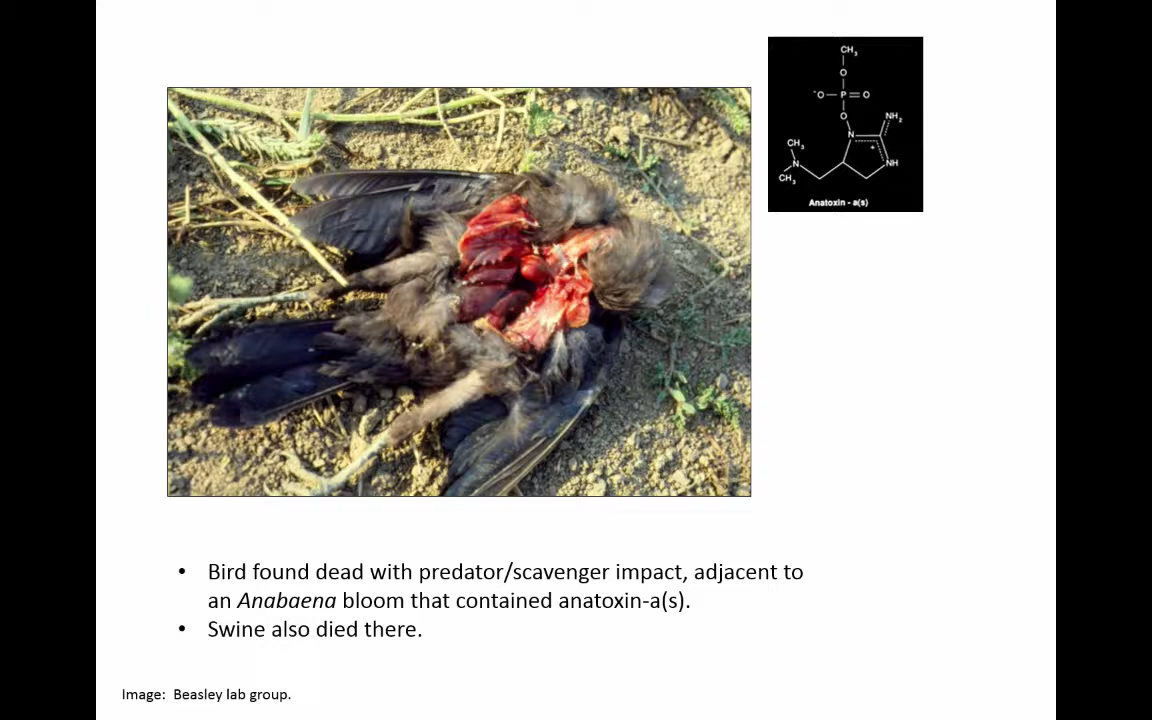 CH3
O
-O P O
O
NH2
N
CH3
+
N
NH
CH3
Anatoxin - a(s)
• Bird found dead with predator/scavenger impact, adjacent to
an Anabaena bloom that contained anatoxin-a(s).
• Swine also died there.
Image: Beasley lab group.